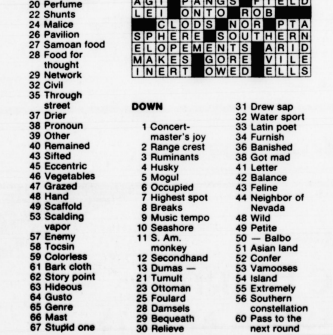 20 Perfume
22 Shunts
24 Malice
26 Pavilion
27 Samoan food
28 Food for
thought
29 Network
32 Civil
35 Through
street
37 Drier
38 Pronoun
39 Other
40 Remained
43 Sifted
45 Eccentric
46 Vegetables
47 Grazed
48 Hand
49 Scaffold
53 Scalding
vapor
57 Enemy
58 Tocsin
59 Cherish
61 Bark cloth
62 Story point
63 Hideous
64 Gusto
65 Genre
66 Mast
67 Stupid one
AGI PANGS FIELD
LEI ONTO ROB
CLODS NOR PTA
SPHERE SOUTHERN
ELOPEMENTS ARID
MAKES GORE VILE
INERT OWED ELLS
DOWN
1 Concert-
master's joy
2 Range crest
3 Ruminants
4 Husky
5 Mogul
6 Occupied
7 Highest spot
8 Breaks
9 Music tempo
10 Seashore
11 S. Am.
monkey
12 Secondhand
13 Dumas —
21 Tumult
23 Ottoman
25 Foulard
28 Damsels
29 Bequeath
30 Relieve
31 Drew sap
32 Water sport
33 Latin poet
34 Furnish
36 Banished
38 Got mad
41 Letter
42 Balance
43 Feline
44 Neighbor of
Nevada
48 Wild
49 Petite
50 — Balbo
51 Asian land
52 Confer
53 Vamooses
54 Island
55 Extremely
56 Southern
constellation
60 Pass to the
next round